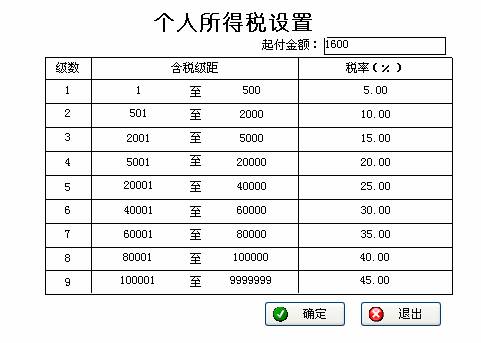 个人所得税设置
起付金额： 1600
级数 含税级距 税率(%)
1 1 至 500 5.00
2 501 至 2000 10.00
3 2001 至 5000 15.00
4 5001 至 20000 20.00
5 20001 至 40000 25.00
6 40001 至 60000 30.00
7 60001 至 80000 35.00
8 80001 至 100000 40.00
9 100001 至 9999999 45.00
确定 退出